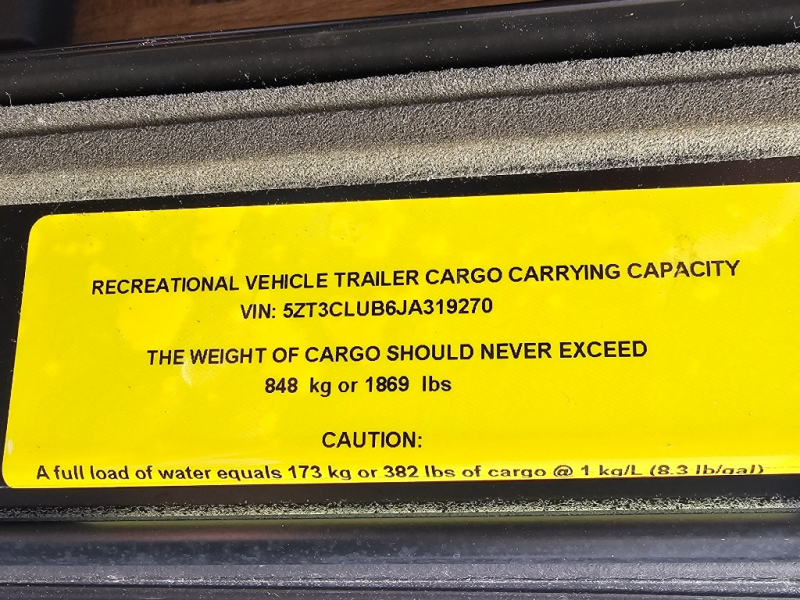 RECREATIONAL VEHICLE TRAILER CARGO CARRYING CAPACITY
VIN: 5ZT3CLUB6JA319270
THE WEIGHT OF CARGO SHOULD NEVER EXCEED
848 kg or 1869 lbs
CAUTION:
A full load of water equals 173 kg or 382 lbs of cargo @ 1 kg/L (8.3 lb/gal)